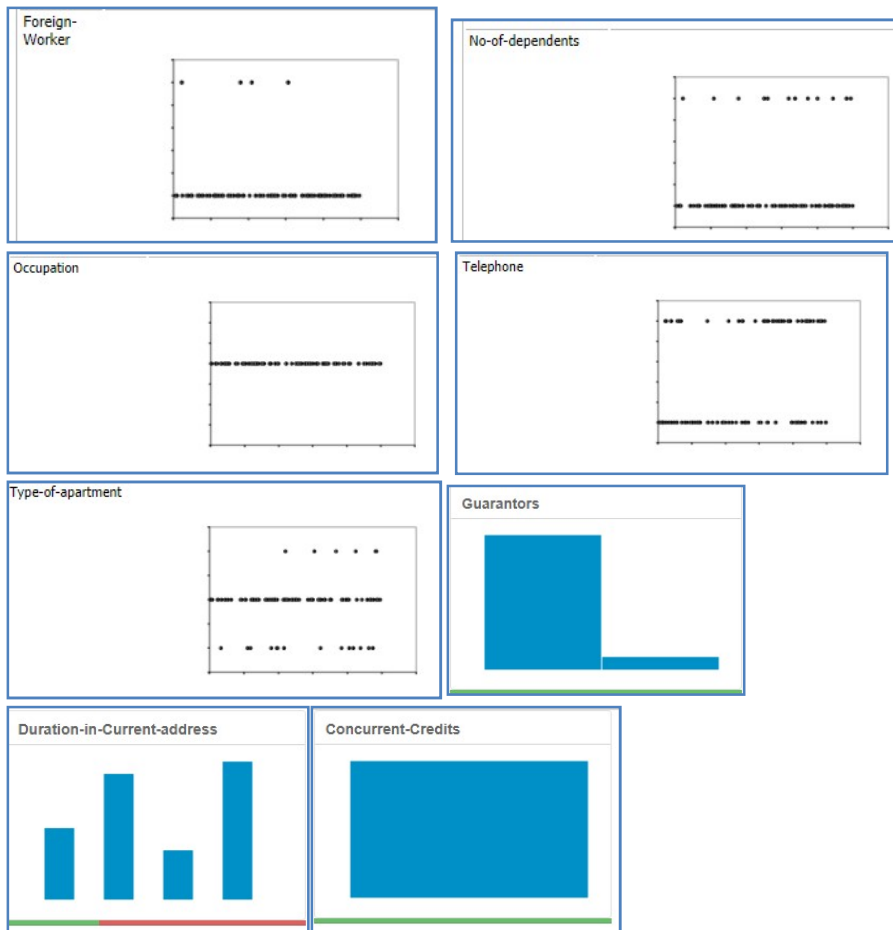 Foreign-
Worker
No-of-dependents
Occupation
Telephone
Type-of-apartment
Guarantors
Duration-in-Current-address
Concurrent-Credits